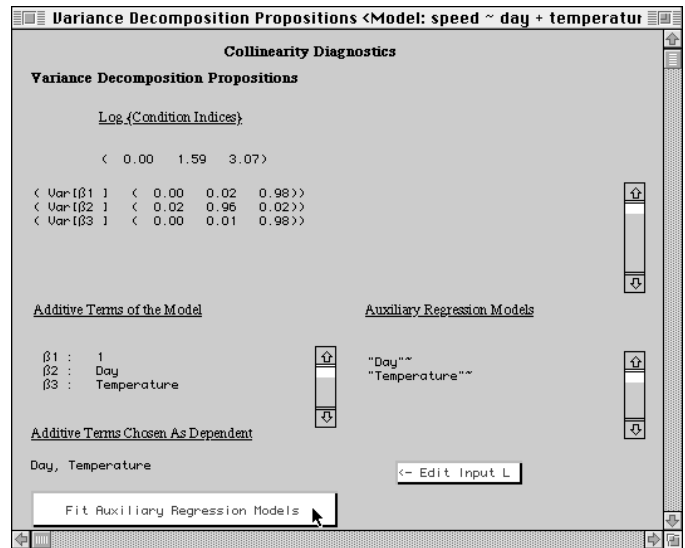 Variance Decomposition Propositions <Model: speed ~ day + temperatur
Collinearity Diagnostics
Variance Decomposition Propositions
Log {Condition Indices}
( 0.00 1.59 3.07)
( Var[β1 ] ( 0.00 0.02 0.98))
( Var[β2 ] ( 0.02 0.96 0.02))
( Var[β3 ] ( 0.00 0.01 0.98))
Additive Terms of the Model
Auxiliary Regression Models
β1 : 1
β2 : Day
β3 : Temperature
"Day"~
"Temperature"~
Additive Terms Chosen As Dependent
Day, Temperature
<- Edit Input L
Fit Auxiliary Regression Models